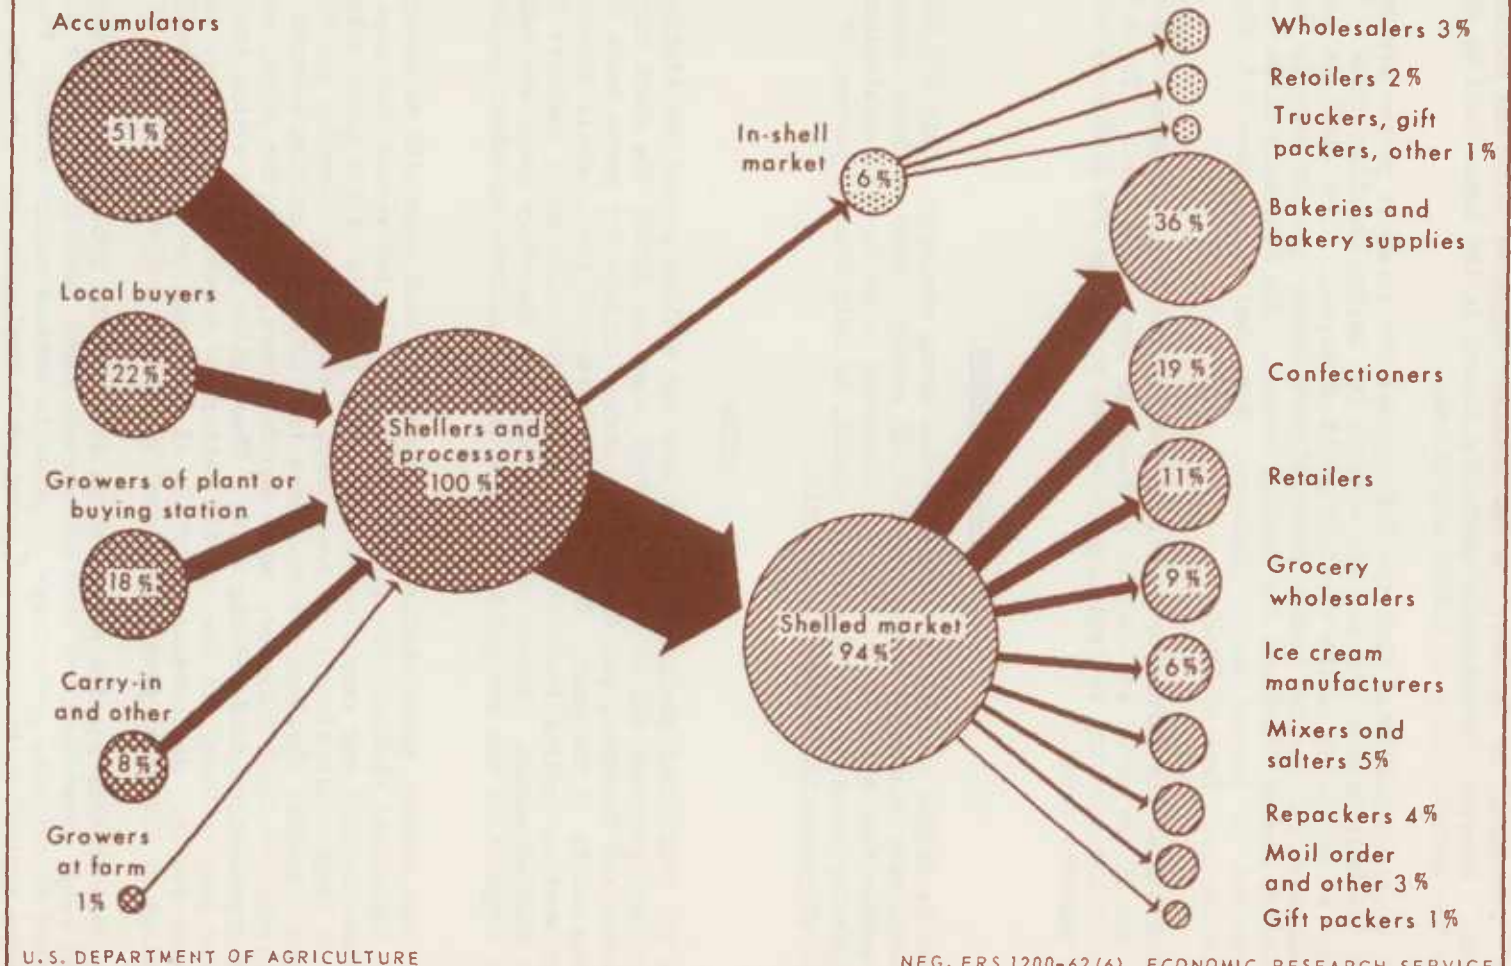 Accumulators
51%
Local buyers
22%
Growers of plant or
buying station
18%
Carry-in
and other
8%
Growers
at farm
1%
Shellers and
processors
100%
In-shell
market
6%
Shelled market
94%
Wholesalers 3%
Retoilers 2%
Truckers, gift
packers, other 1%
36%
Bakeries and
bakery supplies
19%
Confectioners
11%
Retailers
9%
Grocery
wholesalers
6%
Ice cream
manufacturers
Mixers ond
salters 5%
Repackers 4%
Moil order
and other 3%
Gift packers 1%
U.S. DEPARTMENT OF AGRICULTURE
NEG. ERS 1200-62(6) ECONOMIC RESEARCH SERVICE